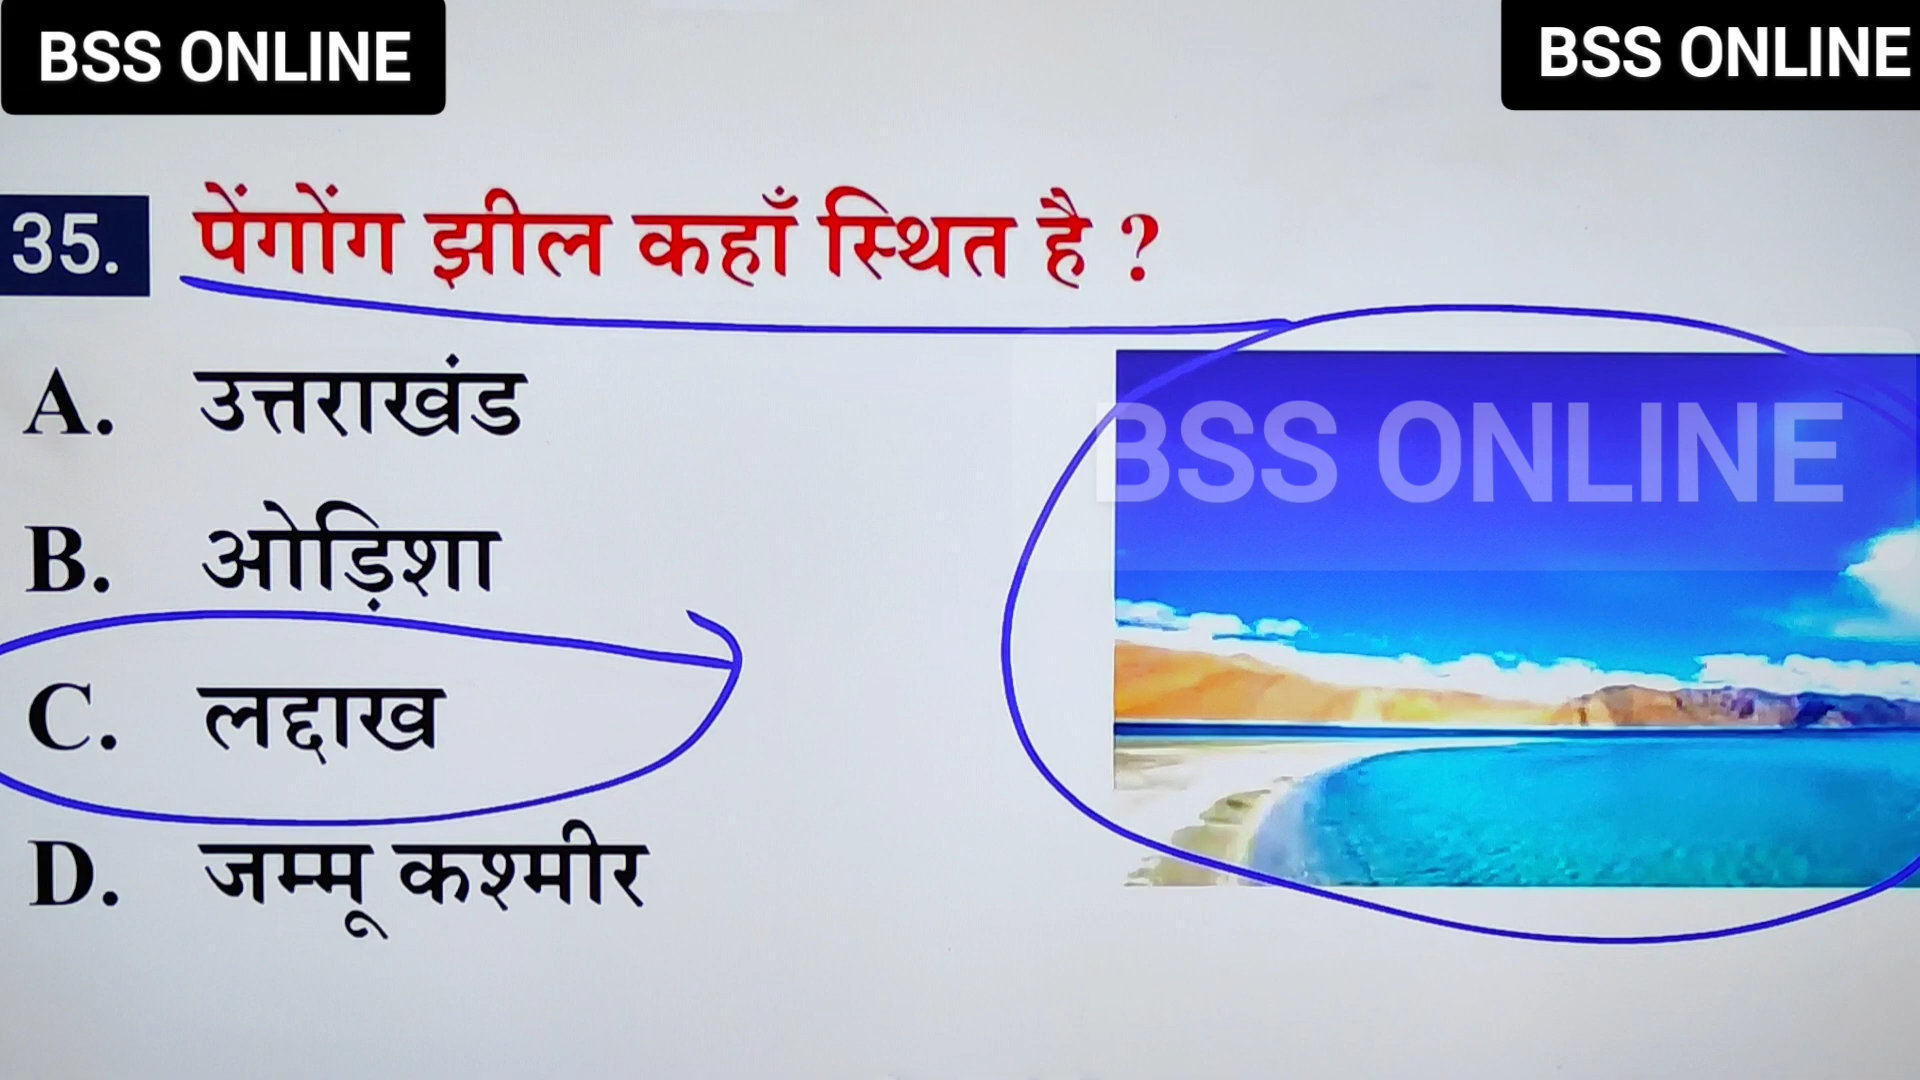 BSS ONLINE
BSS ONLINE
35. पेंगोंग झील कहाँ स्थित है ?
A. उत्तराखंड
BSS ONLINE
B. ओड़िशा
C. लद्दाख
D. जम्मू कश्मीर